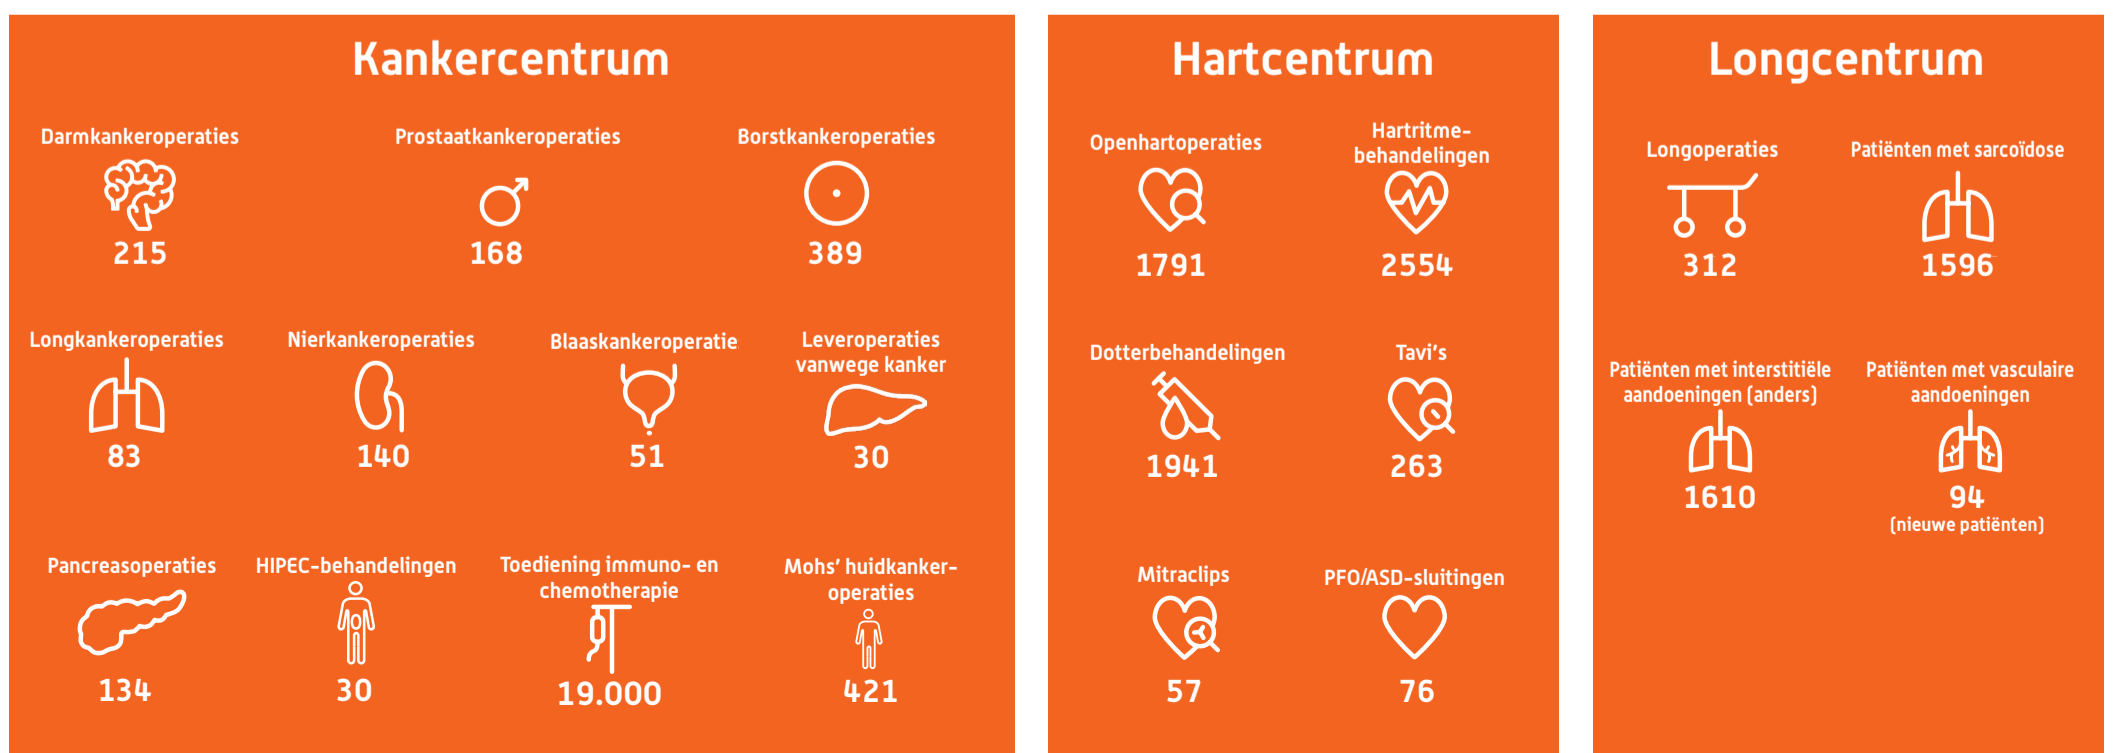 Kankercentrum
Darmkankeroperaties
215
Prostaatkankeroperaties
168
Borstkankeroperaties
389
Longkankeroperaties
83
Nierkankeroperaties
140
Blaaskankeroperatie
51
Leveroperaties
vanwege kanker
30
Pancreasoperaties
134
HIPEC-behandelingen
30
Toediening immuno- en
chemotherapie
19.000
Mohs’ huidkanker-
operaties
421
Hartcentrum
Openhartoperaties
1791
Hartritme-
behandelingen
2554
Dotterbehandelingen
1941
Tavi’s
263
Mitraclips
57
PFO/ASD-sluitingen
76
Longcentrum
Longoperaties
312
Patiënten met sarcoïdose
1596
Patiënten met interstitiële
aandoeningen (anders)
1610
Patiënten met vasculaire
aandoeningen
94
(nieuwe patiënten)